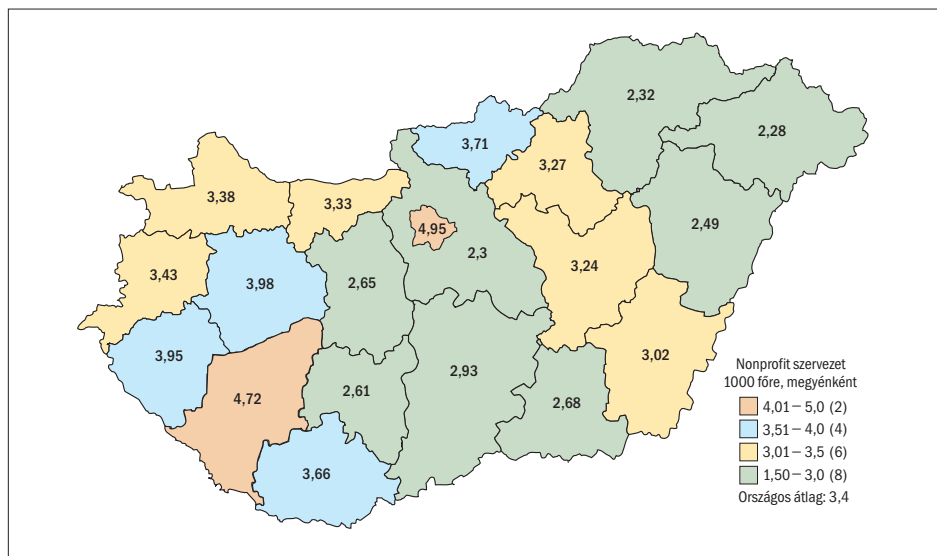 2,32
2,28
3,71
3,27
3,38
3,33
2,49
4,95
2,3
3,43
3,98
2,65
3,24
3,95
3,02
2,93
4,72
2,61
2,68
3,66
Nonprofit szervezet
1000 főre, megyénként
4,01 – 5,0 (2)
3,51 – 4,0 (4)
3,01 – 3,5 (6)
1,50 – 3,0 (8)
Országos átlag: 3,4